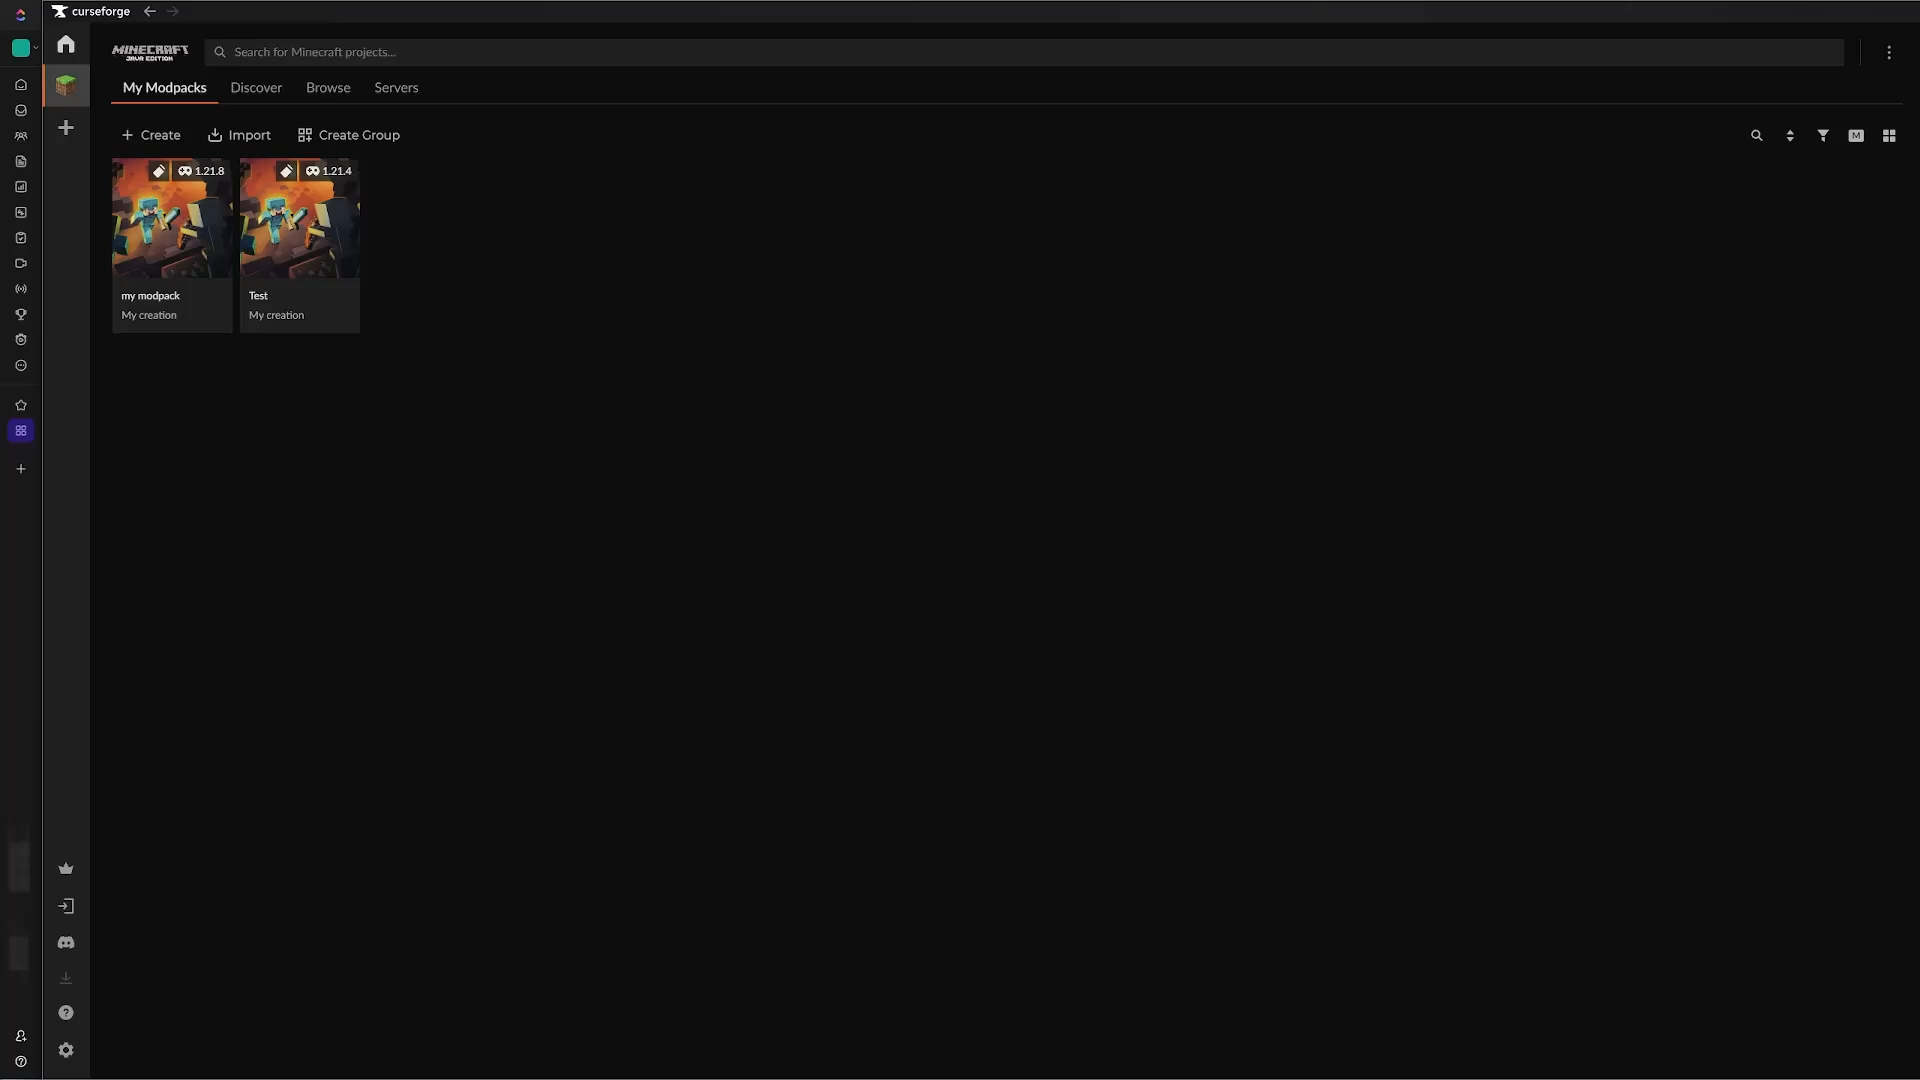 curseforge
MINECRAFT
JAVA EDITION
Search for Minecraft projects...
My Modpacks Discover Browse Servers
Create Import Create Group
M
1.21.8 1.21.4
my modpack Test
My creation My creation